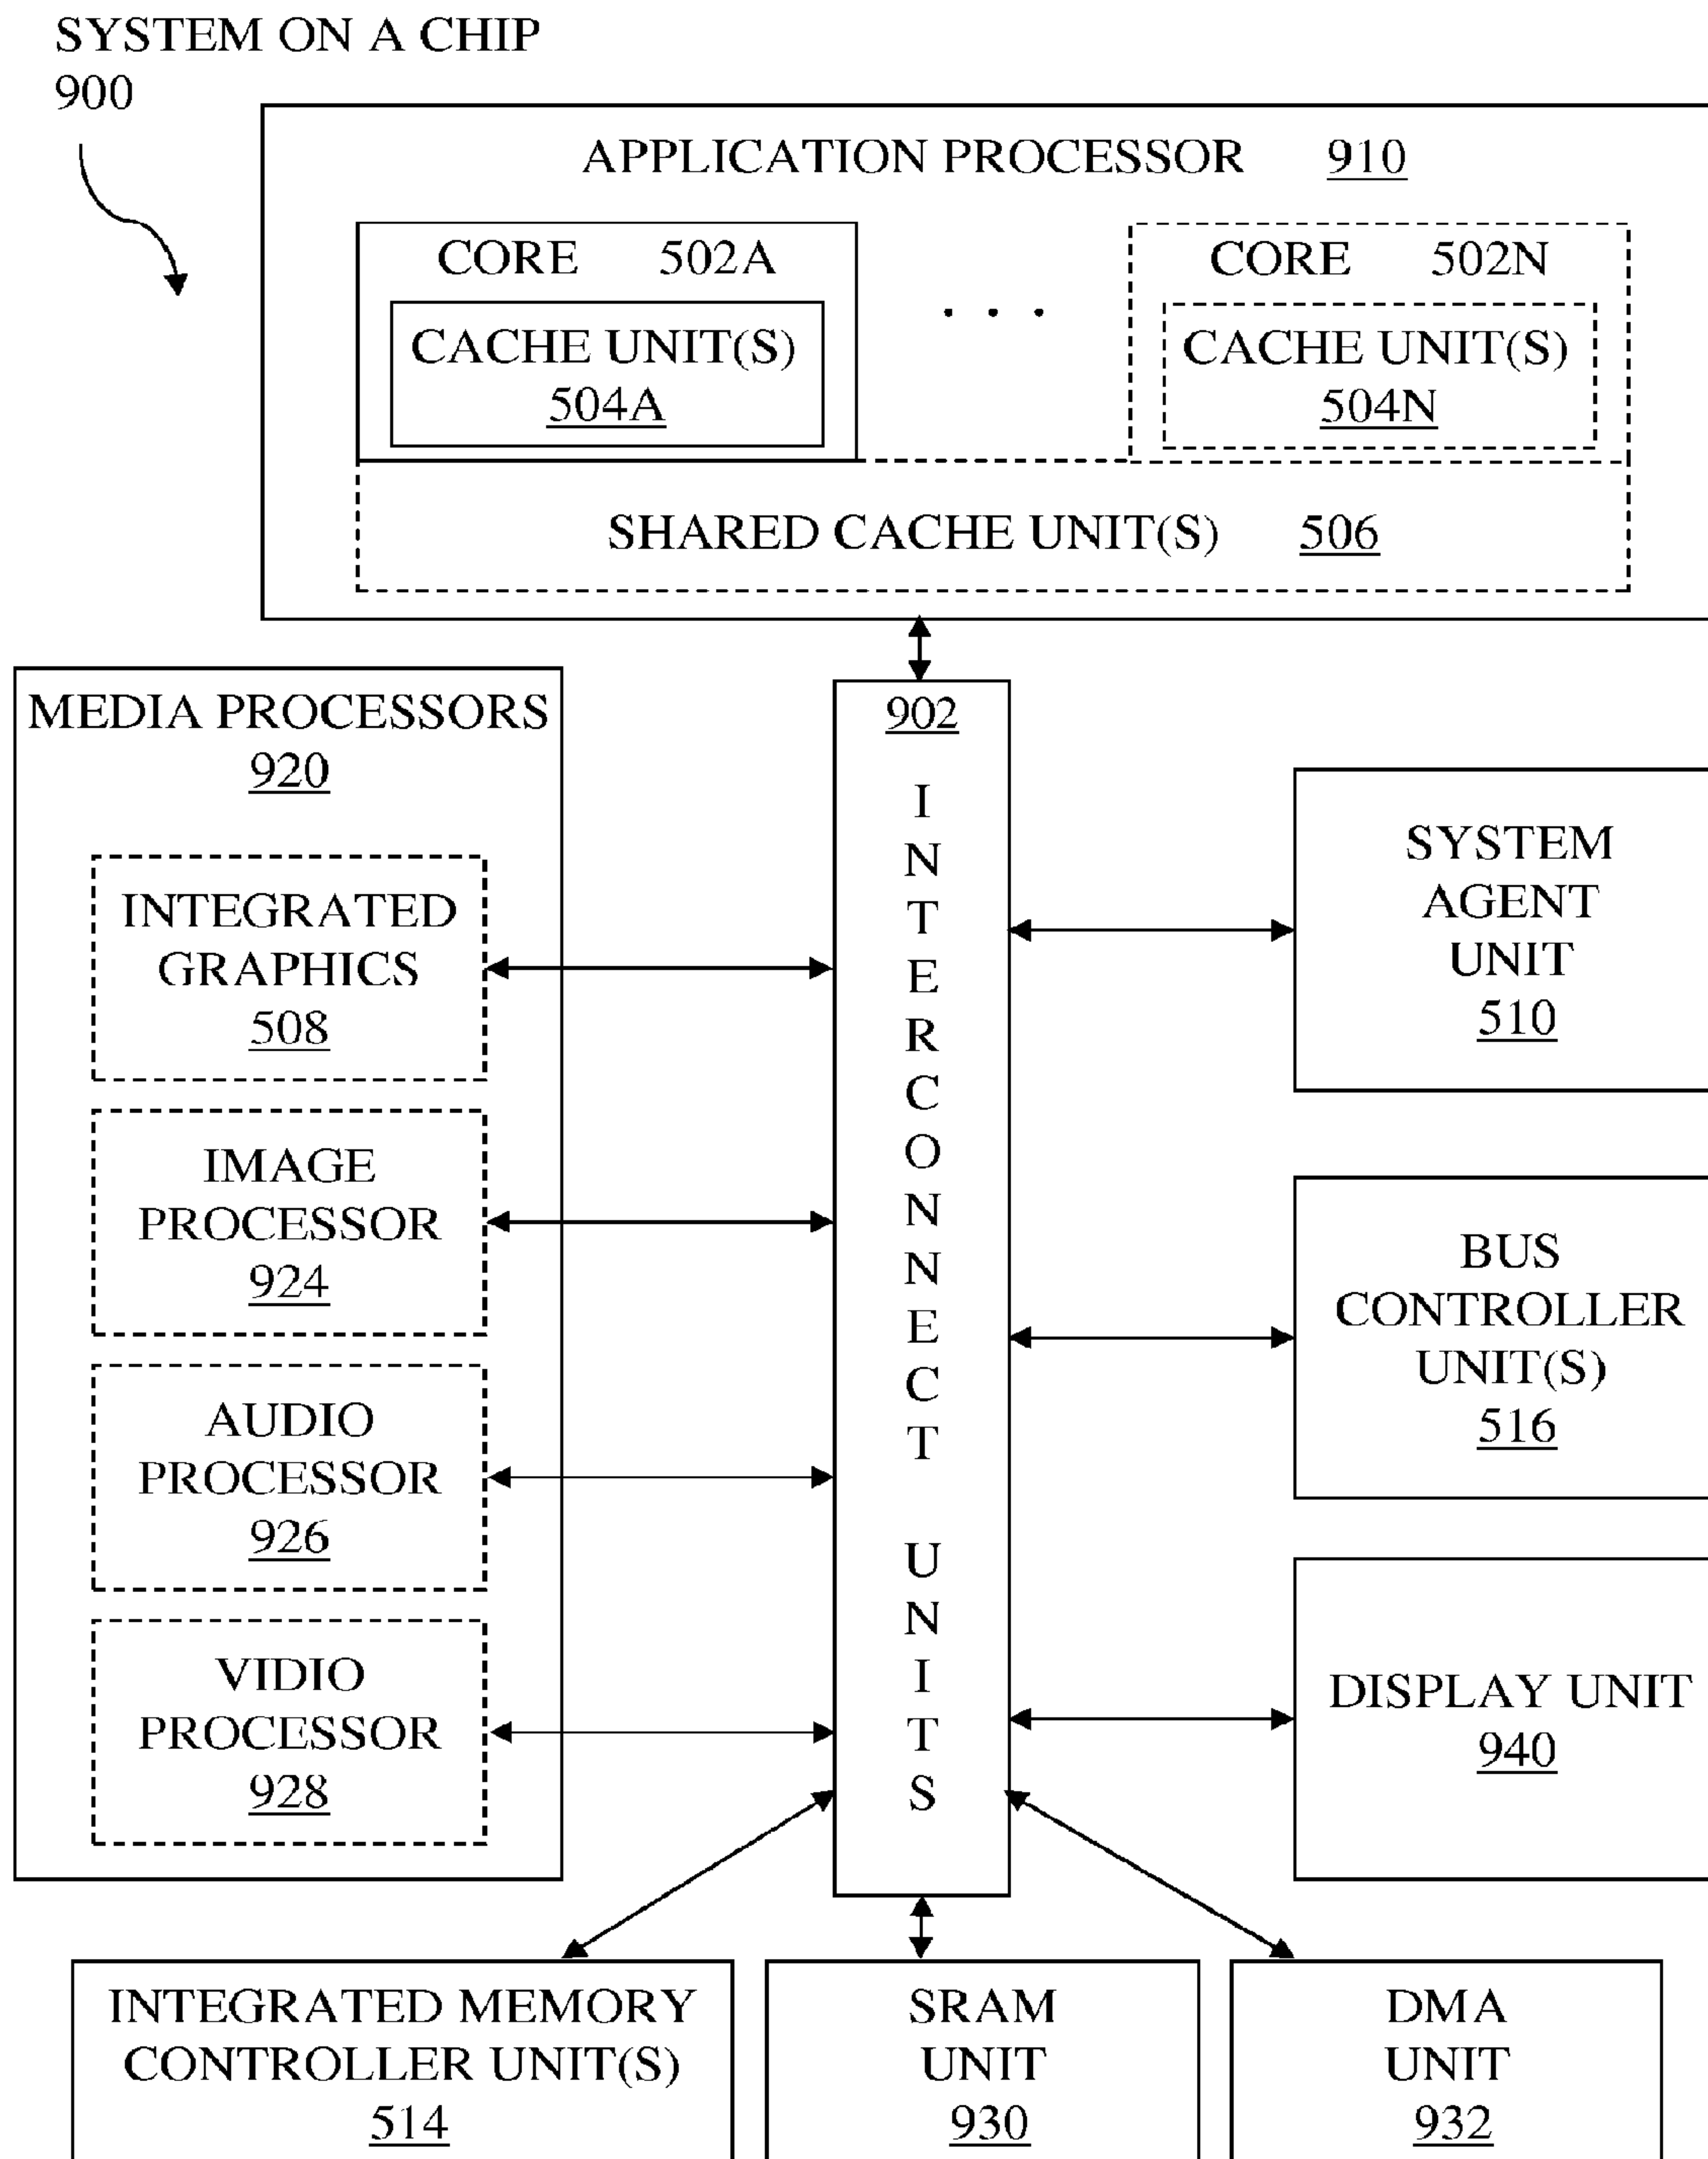 SYSTEM ON A CHIP
900
APPLICATION PROCESSOR 910
CORE 502A
CACHE UNIT(S)
504A
. . .
CORE 502N
CACHE UNIT(S)
504N
SHARED CACHE UNIT(S) 506
MEDIA PROCESSORS
920
INTEGRATED
GRAPHICS
508
IMAGE
PROCESSOR
924
AUDIO
PROCESSOR
926
VIDIO
PROCESSOR
928
902
INTERCONNECT UNITS
SYSTEM
AGENT
UNIT
510
BUS
CONTROLLER
UNIT(S)
516
DISPLAY UNIT
940
INTEGRATED MEMORY
CONTROLLER UNIT(S)
514
SRAM
UNIT
930
DMA
UNIT
932